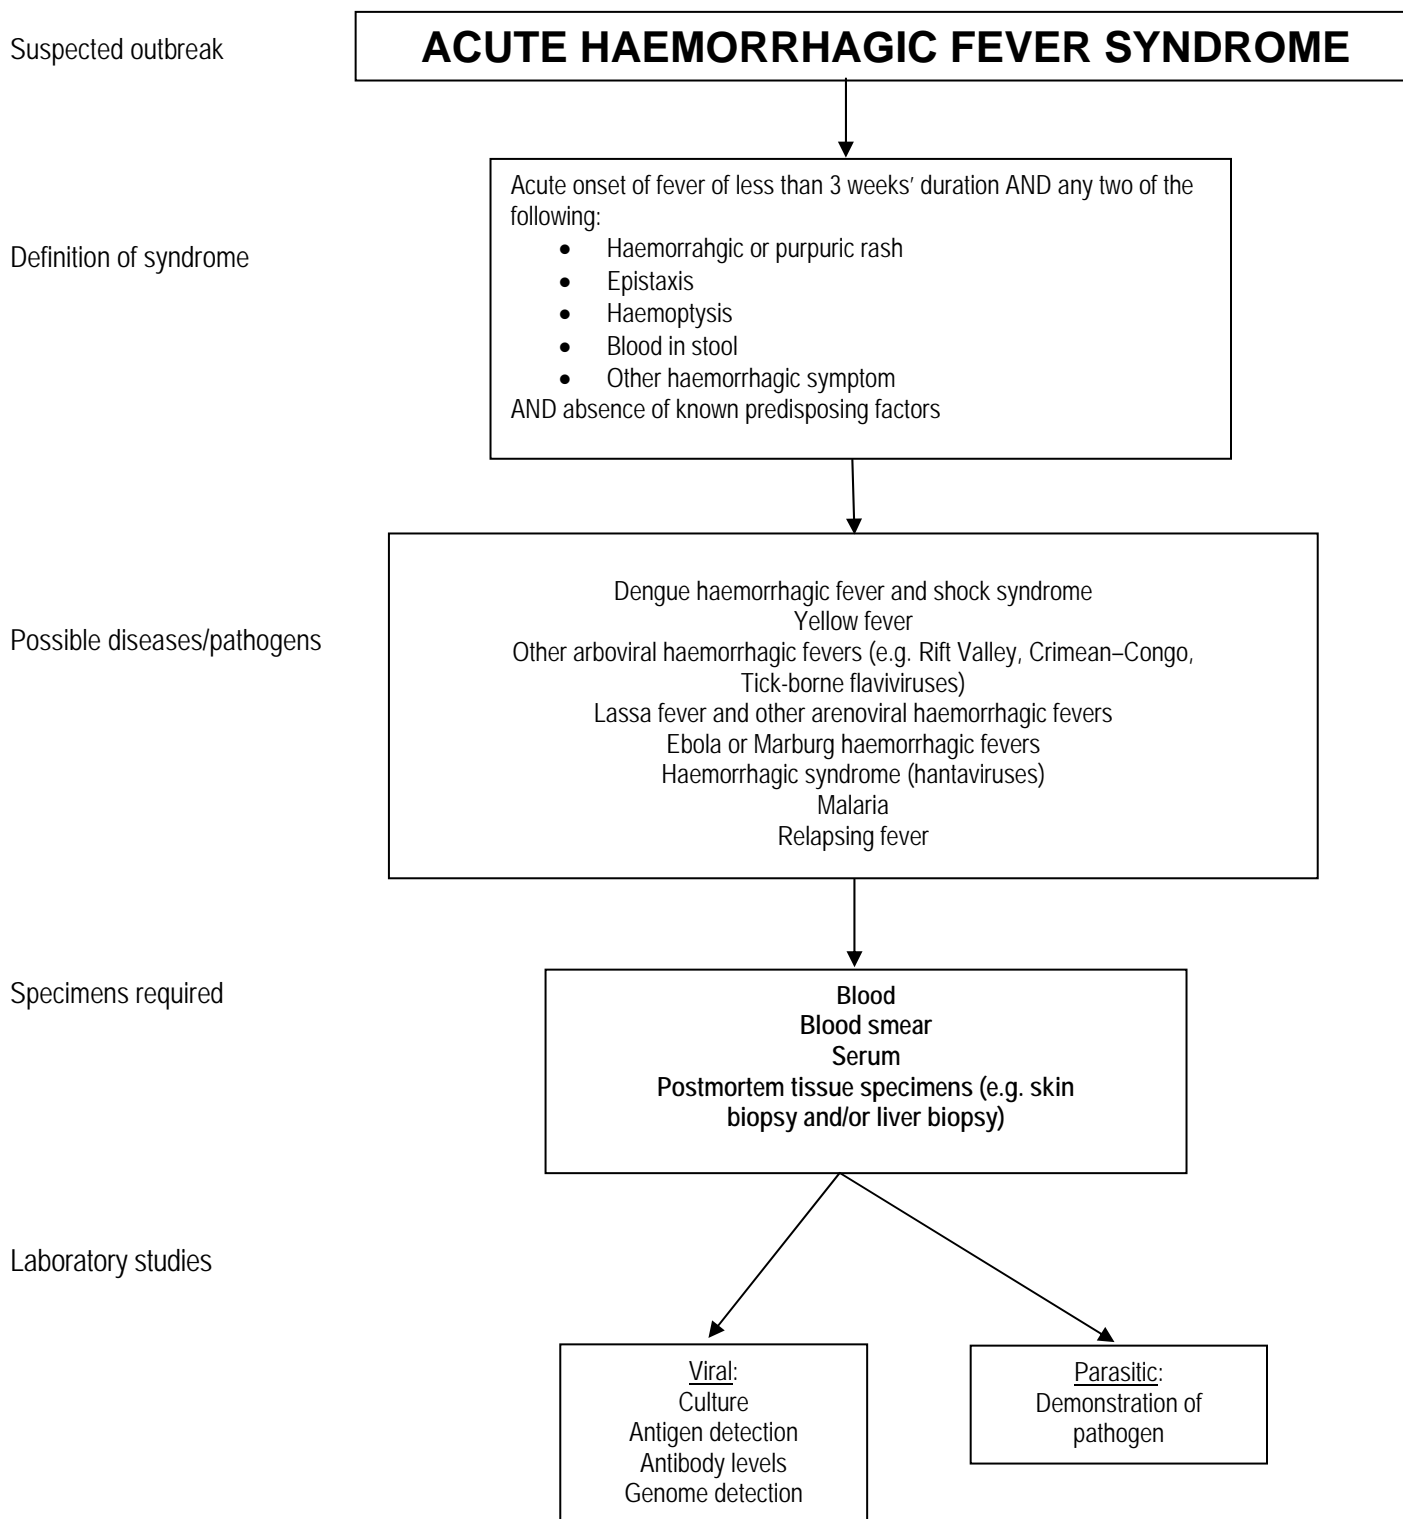 Suspected outbreak
ACUTE HAEMORRHAGIC FEVER SYNDROME
Definition of syndrome
Acute onset of fever of less than 3 weeks’ duration AND any two of the
following:
• Haemorrahgic or purpuric rash
• Epistaxis
• Haemoptysis
• Blood in stool
• Other haemorrhagic symptom
AND absence of known predisposing factors
Possible diseases/pathogens
Dengue haemorrhagic fever and shock syndrome
Yellow fever
Other arboviral haemorrhagic fevers (e.g. Rift Valley, Crimean–Congo,
Tick-borne flaviviruses)
Lassa fever and other arenoviral haemorrhagic fevers
Ebola or Marburg haemorrhagic fevers
Haemorrhagic syndrome (hantaviruses)
Malaria
Relapsing fever
Specimens required
Blood
Blood smear
Serum
Postmortem tissue specimens (e.g. skin
biopsy and/or liver biopsy)
Laboratory studies
Viral:
Culture
Antigen detection
Antibody levels
Genome detection
Parasitic:
Demonstration of
pathogen